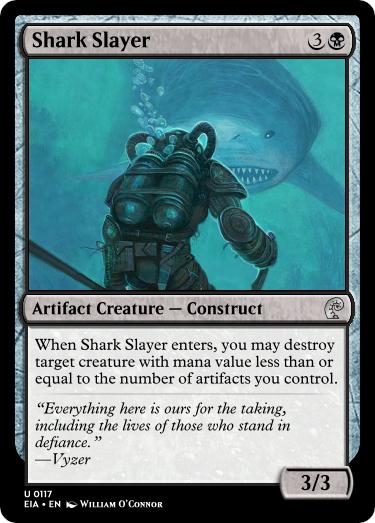 Shark Slayer 3
Artifact Creature — Construct
When Shark Slayer enters, you may destroy
target creature with mana value less than or
equal to the number of artifacts you control.
“Everything here is ours for the taking,
including the lives of those who stand in
defiance.”
—Vyzer
3/3
U 0117
EIA • EN William O’Connor